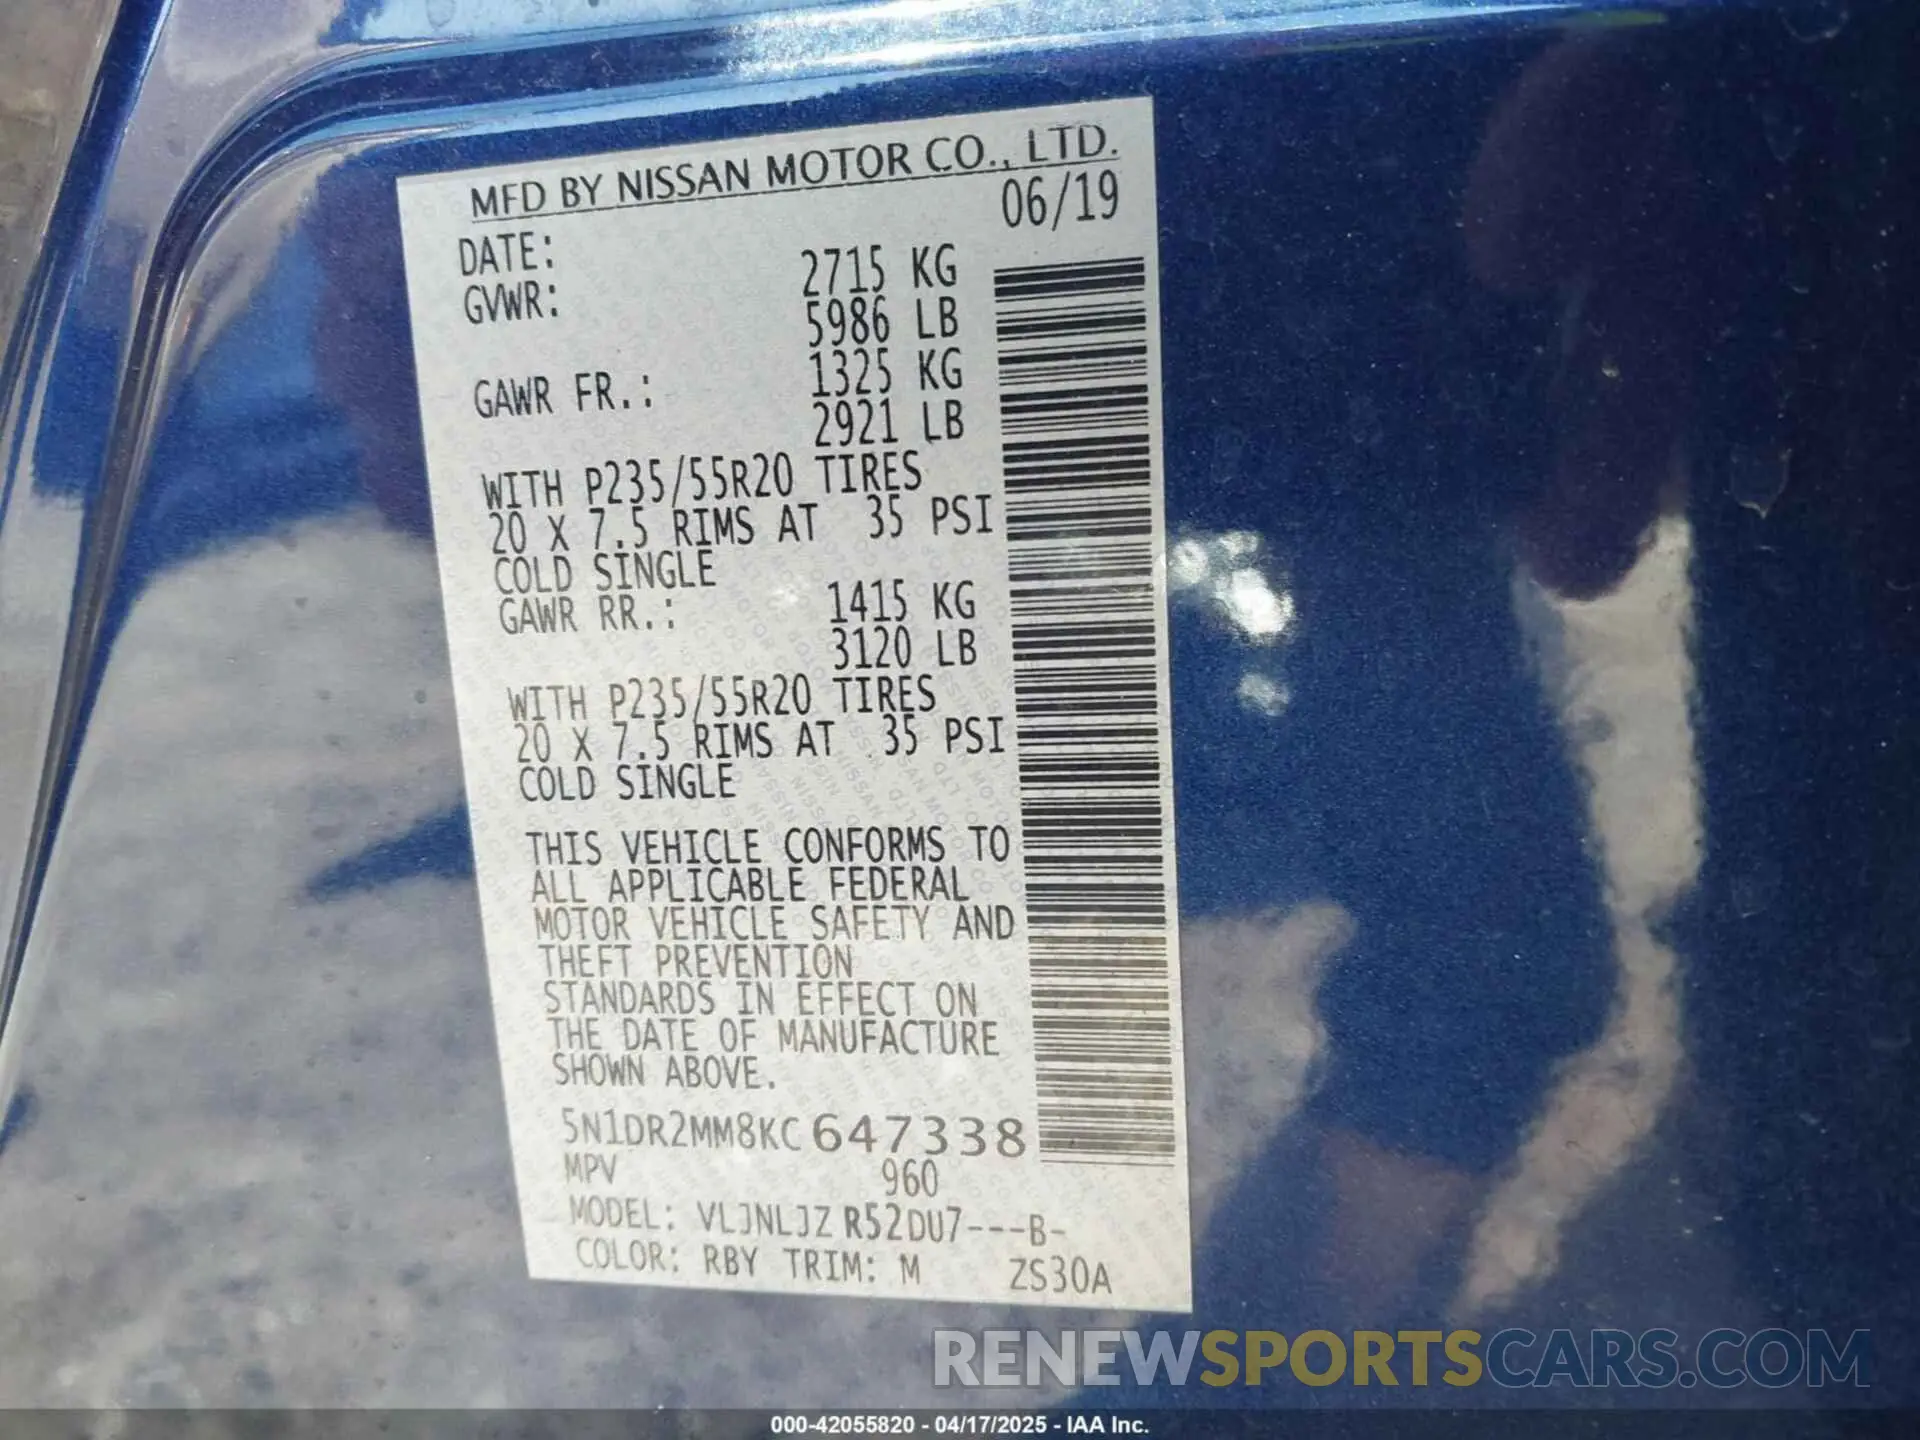 MFD BY NISSAN MOTOR CO., LTD.
DATE: 06/19
GVWR: 2715 KG
5986 LB
GAWR FR.: 1325 KG
2921 LB
WITH P235/55R20 TIRES
20 X 7.5 RIMS AT 35 PSI
COLD SINGLE
GAWR RR.: 1415 KG
3120 LB
WITH P235/55R20 TIRES
20 X 7.5 RIMS AT 35 PSI
COLD SINGLE
THIS VEHICLE CONFORMS TO
ALL APPLICABLE FEDERAL
MOTOR VEHICLE SAFETY AND
THEFT PREVENTION
STANDARDS IN EFFECT ON
THE DATE OF MANUFACTURE
SHOWN ABOVE.
5N1DR2MM8KC647338
MPV 960
MODEL: VLJNLJZ R52DU7---B-
COLOR: RBY TRIM: M ZS30A
RENEWSPORTSCARS.COM
000-42055820 - 04/17/2025 - IAA Inc.